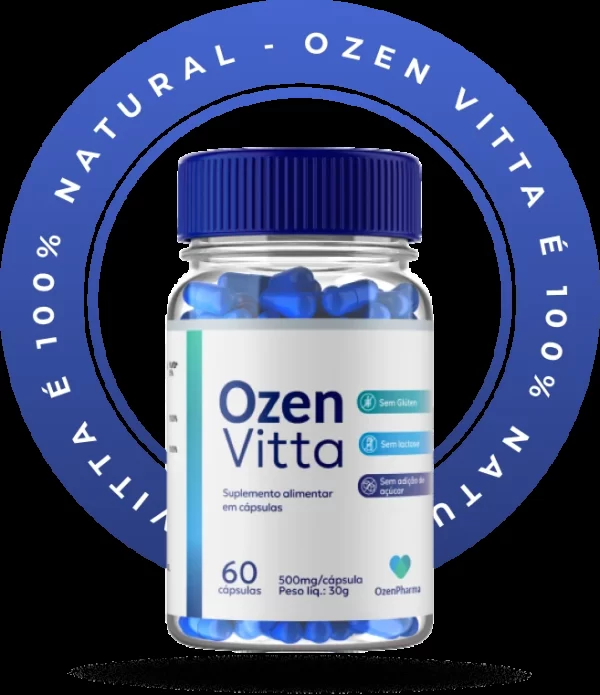 VITTA É 100% NATURAL - OZEN VITTA É 100% NATU
Ozen
Vitta
Sem Glúten
Sem lactose
Sem adição de
açúcar
Suplemento alimentar
em cápsulas
60
cápsulas
500mg/cápsula
Peso líq.: 30g
OzenPharma